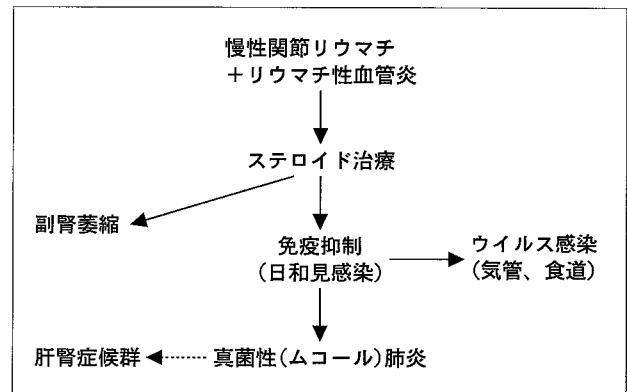 慢性関節リウマチ
＋リウマチ性血管炎
ステロイド治療
副腎萎縮
免疫抑制
(日和見感染)
ウイルス感染
(気管、食道)
肝腎症候群
真菌性(ムコール)肺炎